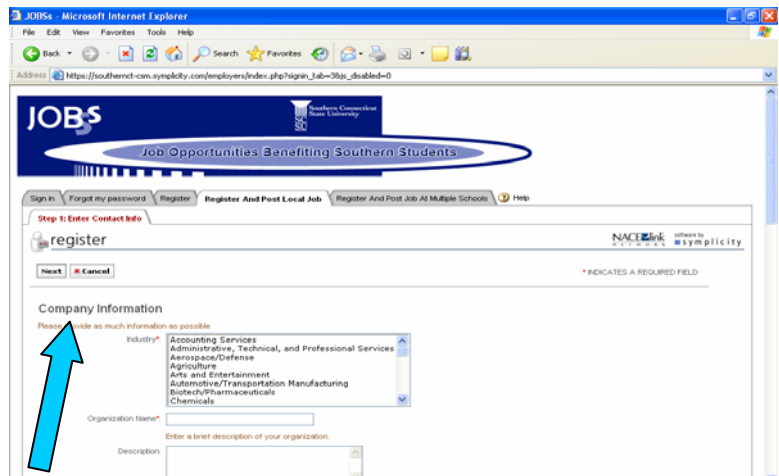 JOBSs - Microsoft Internet Explorer
File Edit View Favorites Tools Help
Back Search Favorites
Address https://southernct-csm.symplicity.com/employers/index.php?signin_tab=3&js_disabled=0
JOBSs
Southern Connecticut
State University
SC
SU
Job Opportunities Benefiting Southern Students
Sign in Forgot my password Register Register And Post Local Job Register And Post Job At Multiple Schools Help
Step 1: Enter Contact Info
register
NACElink
NETWORK
software by
symplicity
Next Cancel
* INDICATES A REQUIRED FIELD
Company Information
Please provide as much information as possible
Industry*:
Accounting Services
Administrative, Technical, and Professional Services
Aerospace/Defense
Agriculture
Arts and Entertainment
Automotive/Transportation Manufacturing
Biotech/Pharmaceuticals
Chemicals
Organization Name*:
Enter a brief description of your organization.
Description: